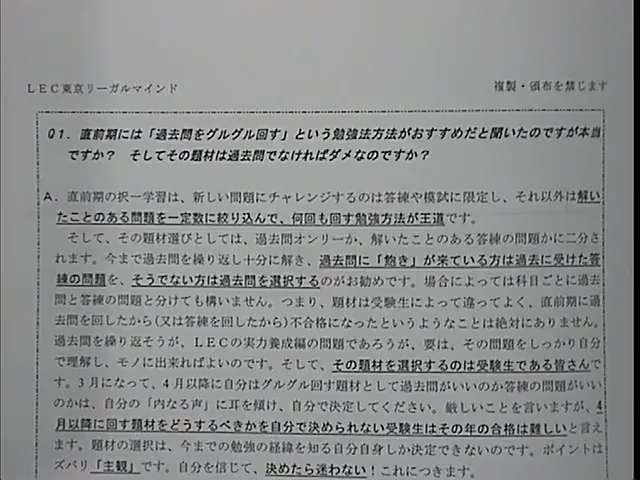 LEC東京リーガルマインド
複製・頒布を禁じます
Q1．直前期には「過去問をグルグル回す」という勉強法方法がおすすめだと聞いたのですが本当
ですか？　そしてその題材は過去問でなければダメなのですか？
A．直前期の択一学習は、新しい問題にチャレンジするのは答練や模試に限定し、それ以外は解い
たことのある問題を一定数に絞り込んで、何回も回す勉強方法が王道です。
そして、その題材選びとしては、過去問オンリーか、解いたことのある答練の問題かに二分さ
れます。今まで過去問を繰り返し十分に解き、過去問に「飽き」が来ている方は過去に受けた答
練の問題を、そうでない方は過去問を選択するのがお勧めです。場合によっては科目ごとに過去
問と答練の問題と分けても構いません。つまり、題材は受験生によって違ってよく、直前期に過
去問を回したから(又は答練を回したから)不合格になったというようなことは絶対にありません。
過去問を繰り返そうが、LECの実力養成編の問題であろうが、要は、その問題をしっかり自分
で理解し、モノに出来ればよいのです。そして、その題材を選択するのは受験生である皆さんで
す。3月になって、4月以降に自分はグルグル回す題材として過去問がいいのか答練の問題がいい
のかは、自分の「内なる声」に耳を傾け、自分で決定してください。厳しいことを言いますが、4
月以降に回す題材をどうするべきかを自分で決められない受験生はその年の合格は難しいと言え
ます。題材の選択は、今までの勉強の経緯を知る自分自身しか決定できないのです。ポイントは
ズバリ「主観」です。自分を信じて、決めたら迷わない！これにつきます。